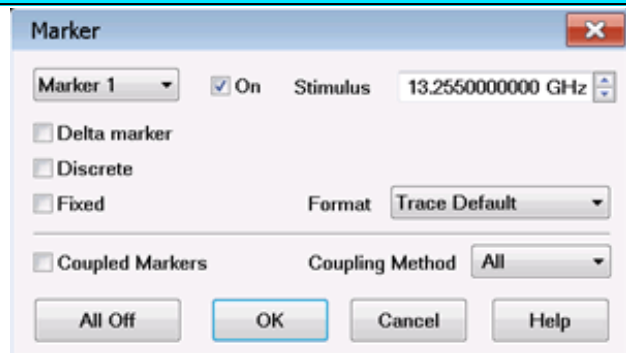 Marker
Marker 1 On Stimulus 13.2550000000 GHz
Delta marker
Discrete
Fixed Format Trace Default
Coupled Markers Coupling Method All
All Off OK Cancel Help